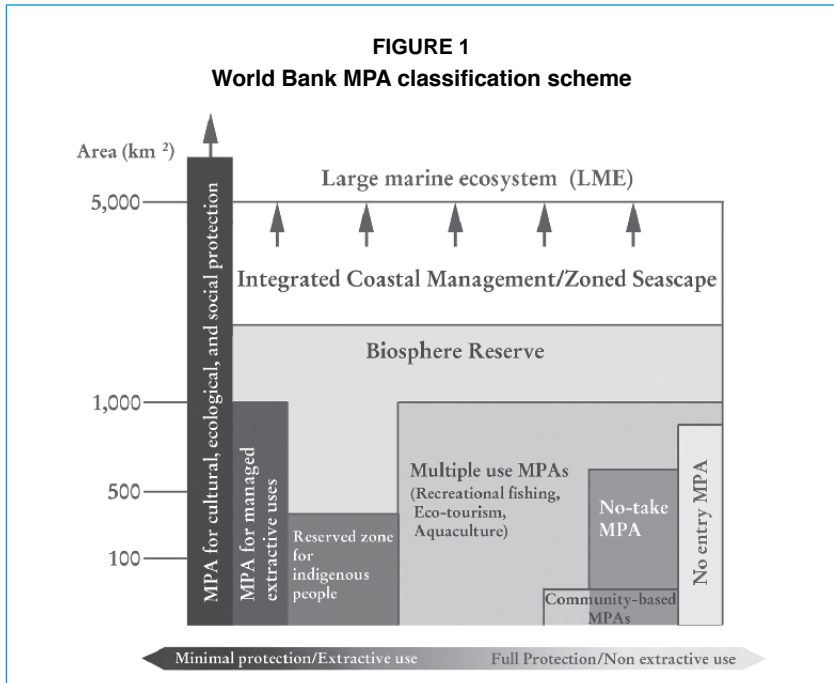 FIGURE 1
World Bank MPA classification scheme
Area (km ²)
5,000
1,000
500
100
MPA for cultural, ecological, and social protection
Large marine ecosystem (LME)
Integrated Coastal Management/Zoned Seascape
Biosphere Reserve
MPA for managed
extractive uses
Reserved zone
for
indigenous
people
Multiple use MPAs
(Recreational fishing,
Eco-tourism,
Aquaculture)
No-take
MPA
Community-based
MPAs
No entry MPA
Minimal protection/Extractive use
Full Protection/Non extractive use